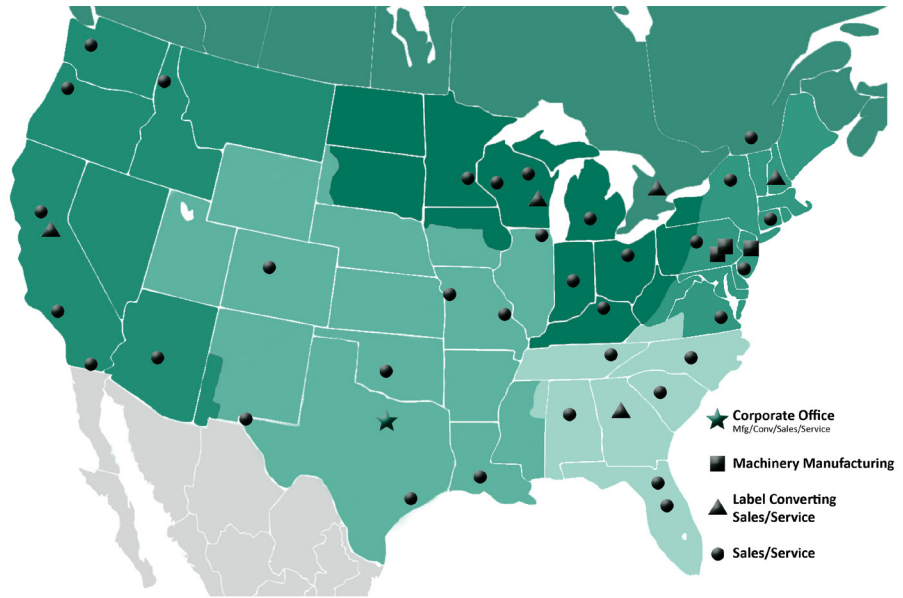 Corporate Office
Mfg/Conv/Sales/Service
Machinery Manufacturing
Label Converting
Sales/Service
Sales/Service